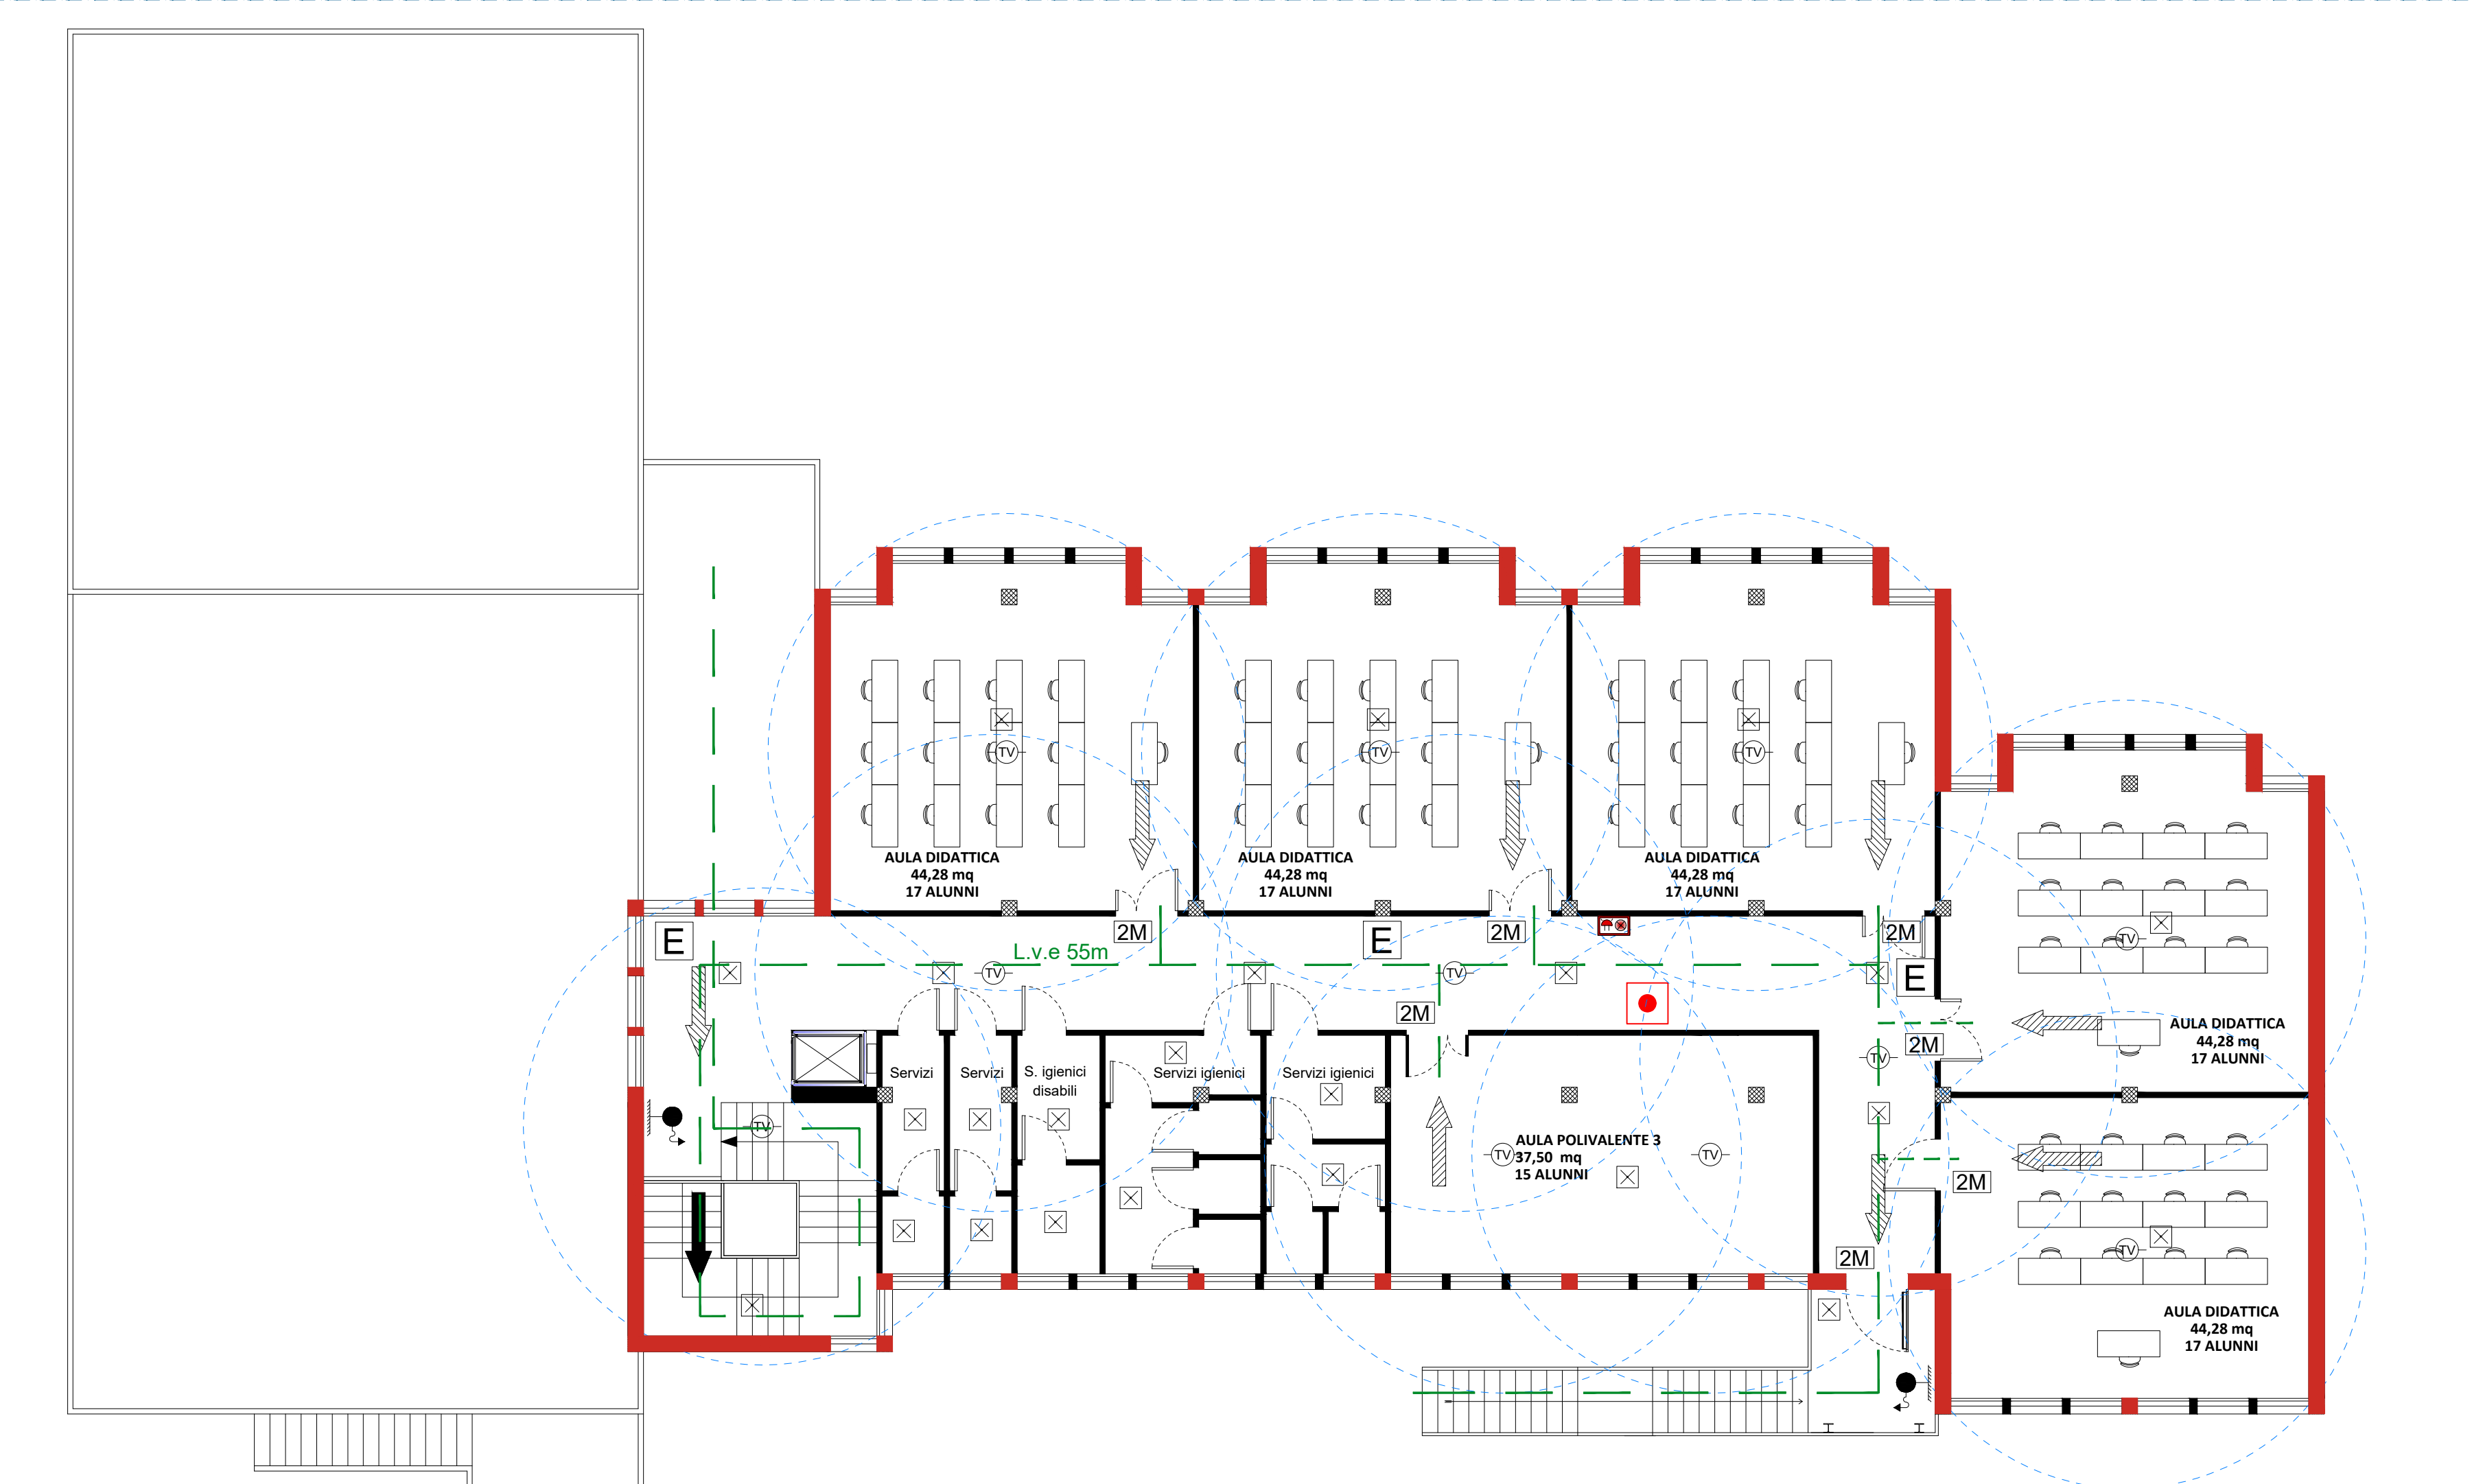 TV
TV
TV
AULA DIDATTICA
44,28 mq
17 ALUNNI
AULA DIDATTICA
44,28 mq
17 ALUNNI
AULA DIDATTICA
44,28 mq
17 ALUNNI
E
2M
E
2M
2M
TV
L.v.e 55m
TV
TV
E
2M
AULA DIDATTICA
44,28 mq
17 ALUNNI
2M
TV
Servizi
Servizi
S. igienici
disabili
Servizi igienici
Servizi igienici
TV
TV
AULA POLIVALENTE 3
37,50 mq
15 ALUNNI
TV
2M
2M
TV
AULA DIDATTICA
44,28 mq
17 ALUNNI